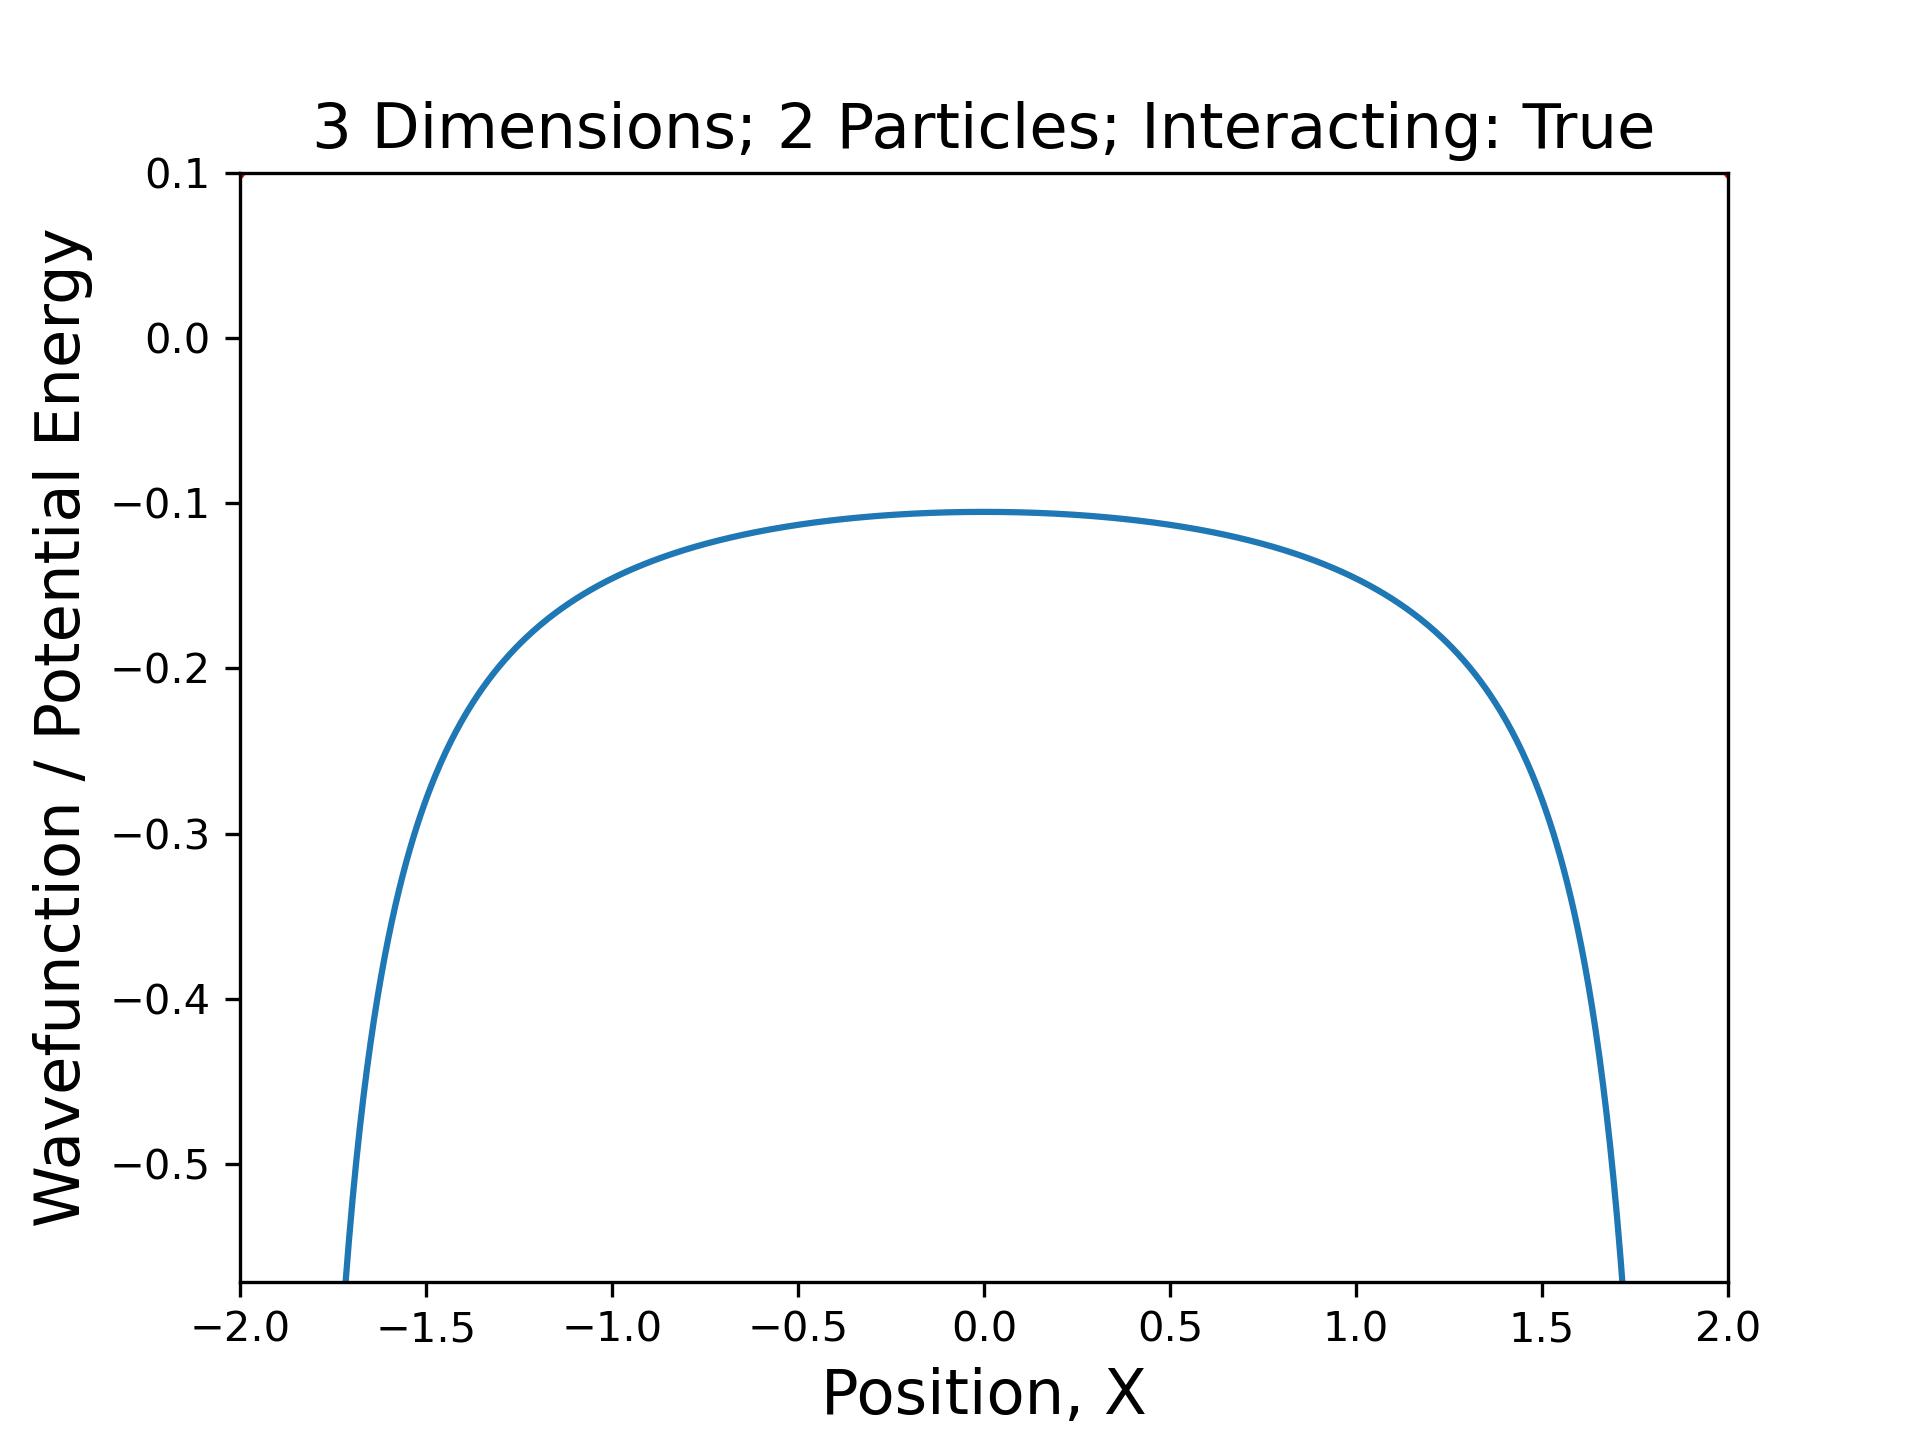 3 Dimensions; 2 Particles; Interacting: True
Wavefunction / Potential Energy
0.1
0.0
−0.1
−0.2
−0.3
−0.4
−0.5
−2.0 −1.5 −1.0 −0.5 0.0 0.5 1.0 1.5 2.0
Position, X